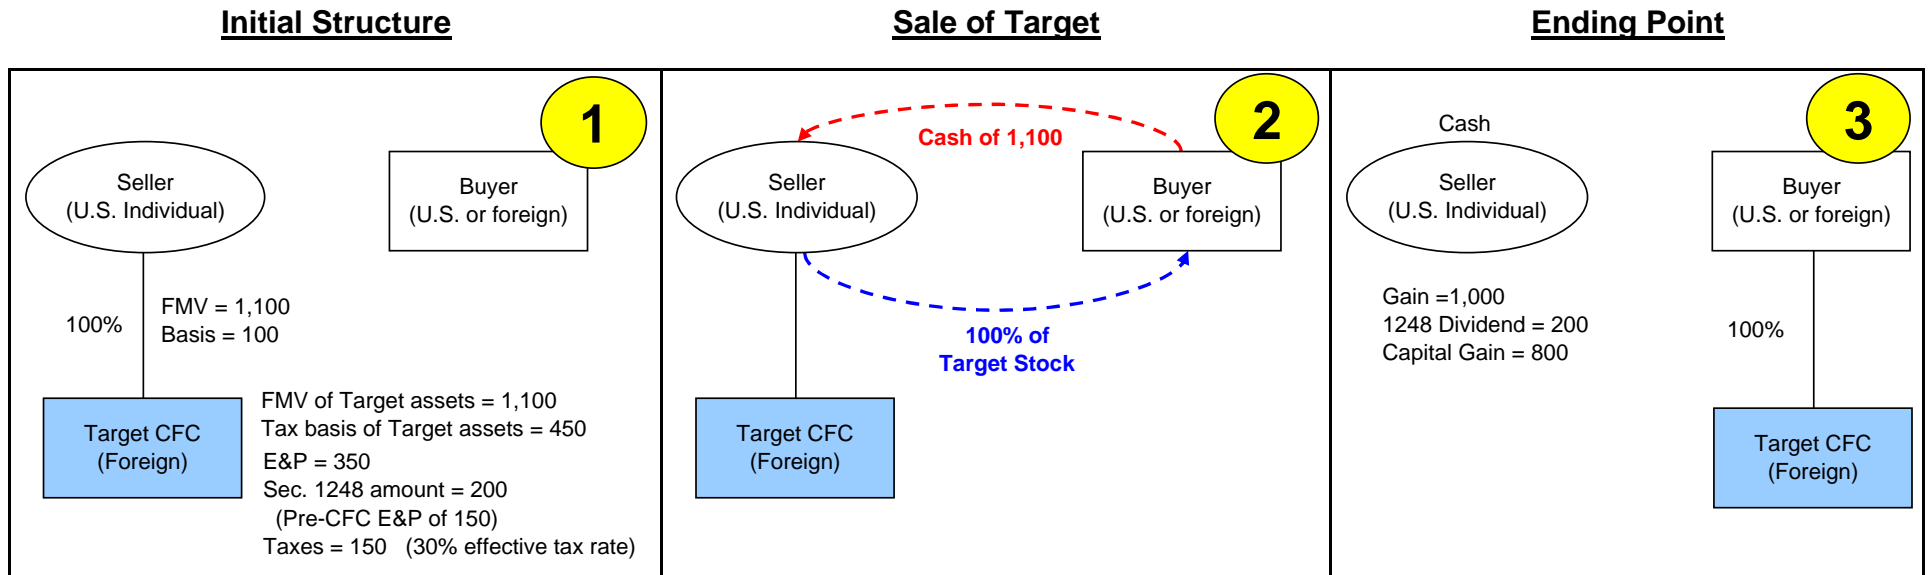 Initial Structure
Sale of Target
Ending Point
1
Seller
(U.S. Individual)
Buyer
(U.S. or foreign)
100%
FMV = 1,100
Basis = 100
Target CFC
(Foreign)
FMV of Target assets = 1,100
Tax basis of Target assets = 450
E&P = 350
Sec. 1248 amount = 200
(Pre-CFC E&P of 150)
Taxes = 150 (30% effective tax rate)
2
Cash of 1,100
Seller
(U.S. Individual)
Buyer
(U.S. or foreign)
100% of
Target Stock
Target CFC
(Foreign)
3
Cash
Seller
(U.S. Individual)
Buyer
(U.S. or foreign)
Gain =1,000
1248 Dividend = 200
Capital Gain = 800
100%
Target CFC
(Foreign)